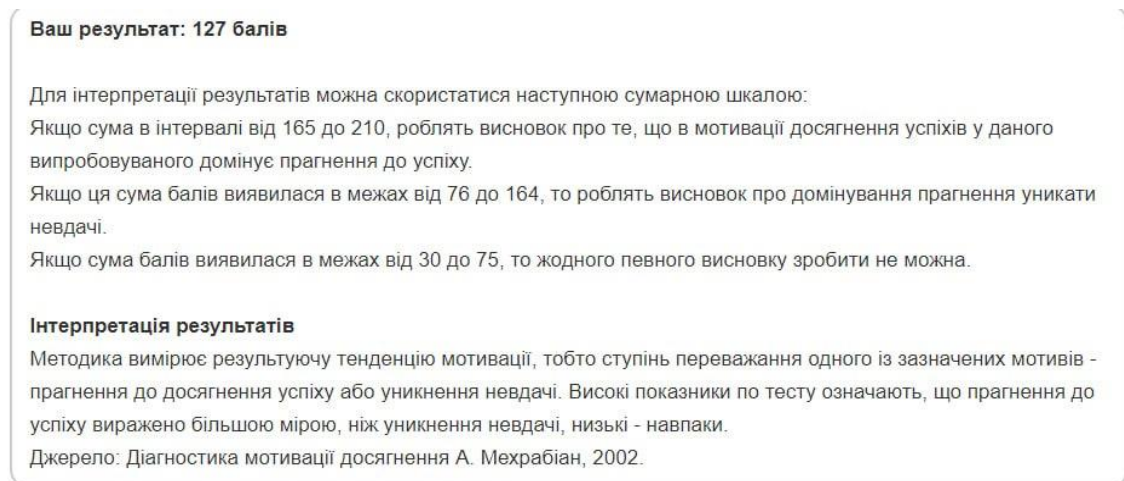 Ваш результат: 127 балів
Для інтерпретації результатів можна скористатися наступною сумарною шкалою:
Якщо сума в інтервалі від 165 до 210, роблять висновок про те, що в мотивації досягнення успіхів у даного
випробовуваного домінує прагнення до успіху.
Якщо ця сума балів виявилася в межах від 76 до 164, то роблять висновок про домінування прагнення уникати
невдачі.
Якщо сума балів виявилася в межах від 30 до 75, то жодного певного висновку зробити не можна.
Інтерпретація результатів
Методика вимірює результуючу тенденцію мотивації, тобто ступінь переважання одного із зазначених мотивів -
прагнення до досягнення успіху або уникнення невдачі. Високі показники по тесту означають, що прагнення до
успіху виражено більшою мірою, ніж уникнення невдачі, низькі - навпаки.
Джерело: Діагностика мотивації досягнення А. Мехрабіан, 2002.